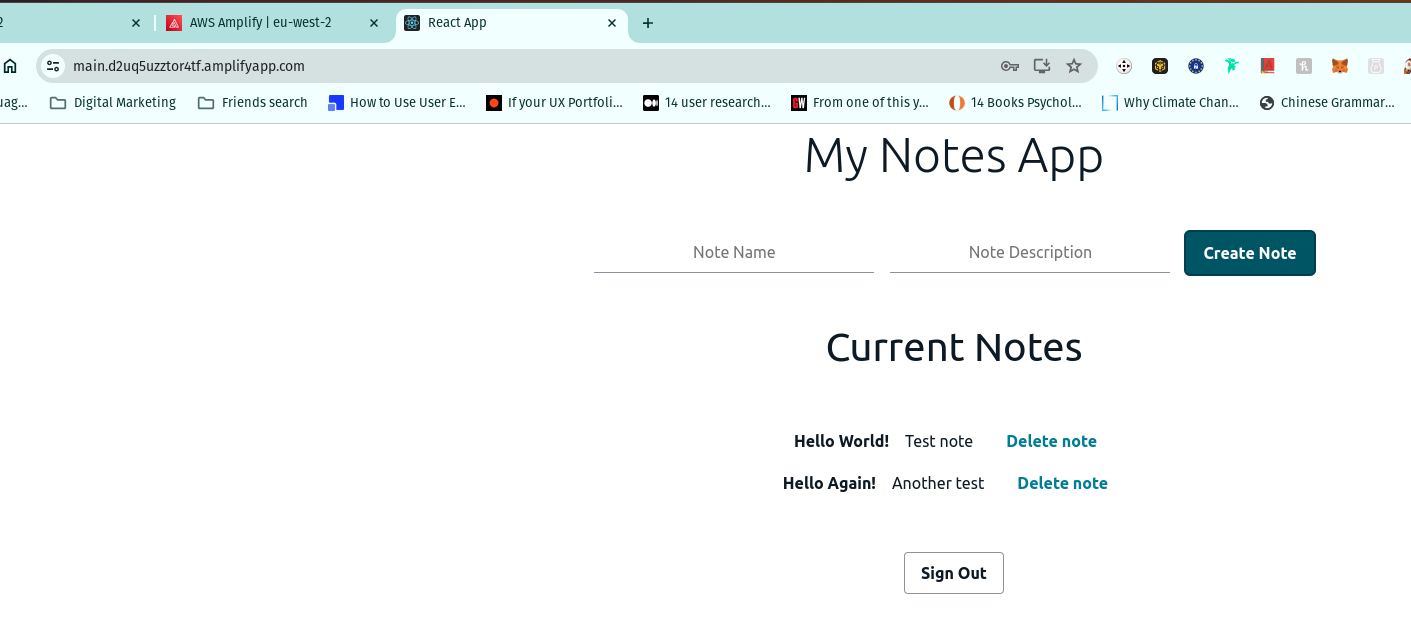 2
AWS Amplify | eu-west-2
React App
main.d2uq5uzztor4tf.amplifyapp.com
uag...
Digital Marketing
Friends search
How to Use User E...
If your UX Portfoli...
14 user research...
GW
From one of this y...
14 Books Psychol...
Why Climate Chan...
Chinese Grammar...
My Notes App
Note Name
Note Description
Create Note
Current Notes
Hello World! Test note Delete note
Hello Again! Another test Delete note
Sign Out